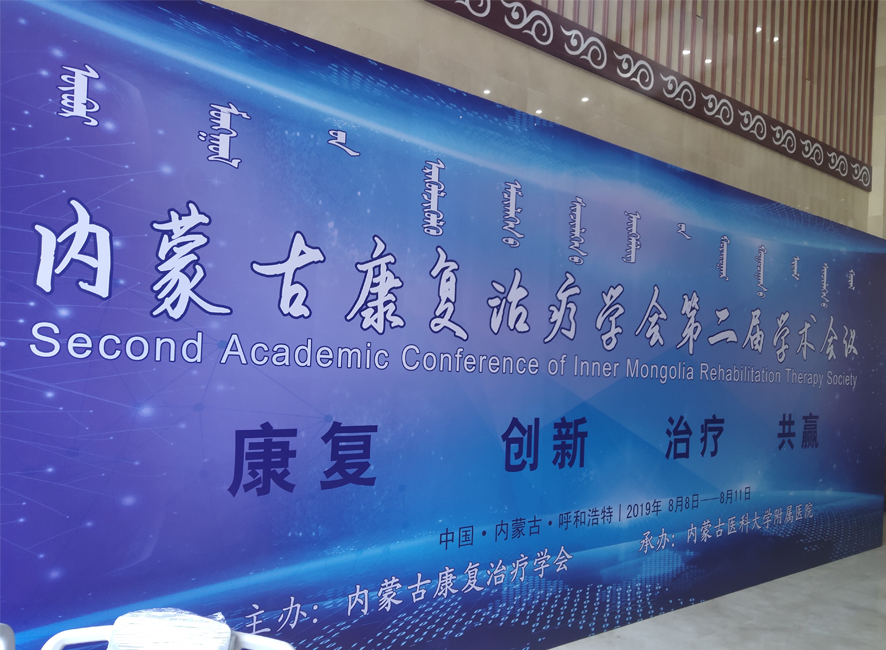 内蒙古康复治疗学会第二届学术会议
Second Academic Conference of Inner Mongolia Rehabilitation Therapy Society
康复 创新 治疗 共赢
中国·内蒙古·呼和浩特|2019年 8月8日——8月11日
主办：内蒙古康复治疗学会 承办：内蒙古医科大学附属医院